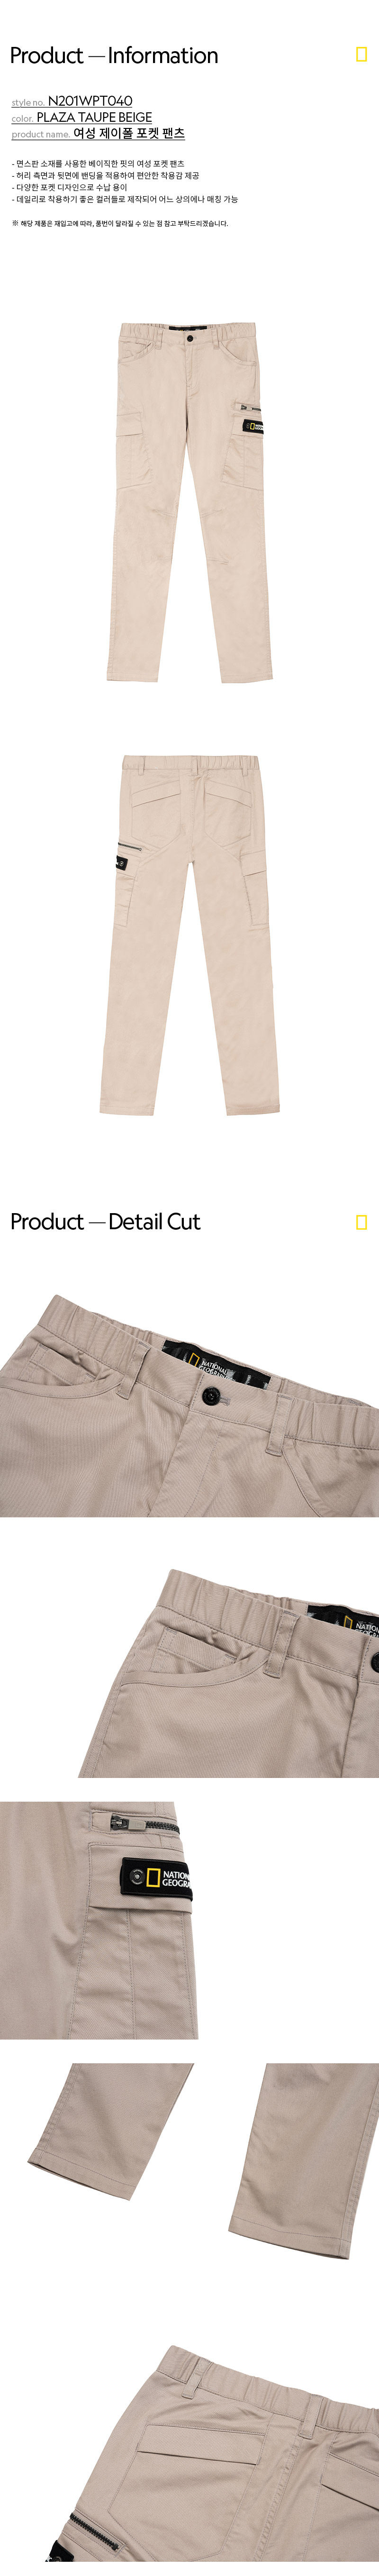 Product — Information
style no. N201WPT040
color. PLAZA TAUPE BEIGE
product name. 여성 제이폴 포켓 팬츠
- 면스판 소재를 사용한 베이직한 핏의 여성 포켓 팬츠
- 허리 측면과 뒷면에 밴딩을 적용하여 편안한 착용감 제공
- 다양한 포켓 디자인으로 수납 용이
- 데일리로 착용하기 좋은 컬러들로 제작되어 어느 상의에나 매칭 가능
※ 해당 제품은 재입고에 따라, 품번이 달라질 수 있는 점 참고 부탁드리겠습니다.
Product — Detail Cut
NATIONAL
GEOGRAPHIC
NATION
GEOGRA